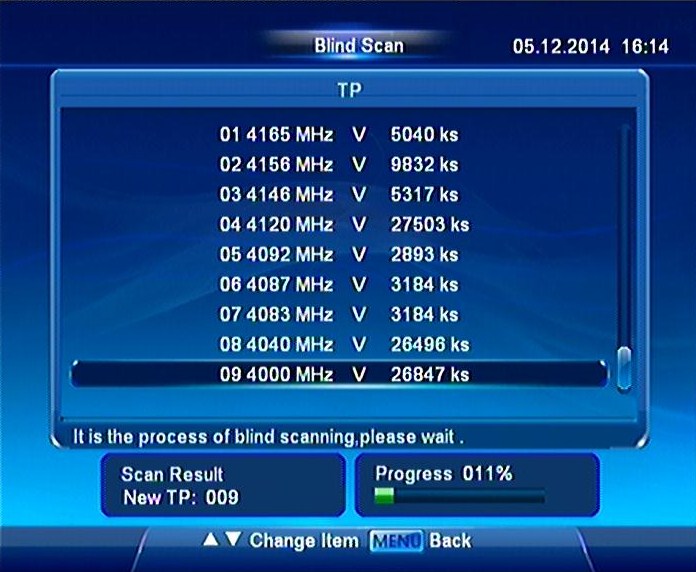 Blind Scan 05.12.2014 16:14
TP
01 4165 MHz V 5040 ks
02 4156 MHz V 9832 ks
03 4146 MHz V 5317 ks
04 4120 MHz V 27503 ks
05 4092 MHz V 2893 ks
06 4087 MHz V 3184 ks
07 4083 MHz V 3184 ks
08 4040 MHz V 26496 ks
09 4000 MHz V 26847 ks
It is the process of blind scanning,please wait .
Scan Result
New TP: 009
Progress 011%
▲▼ Change Item MENU Back